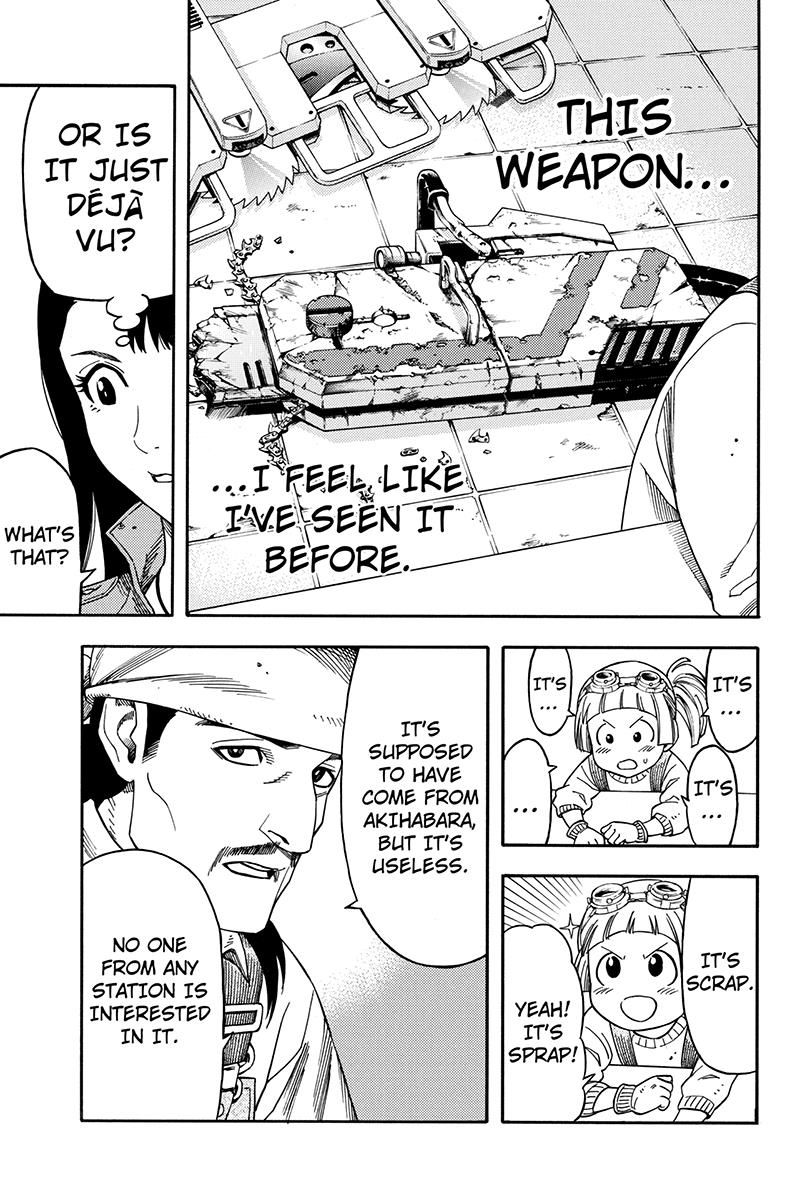 THIS
WEAPON...
...I FEEL LIKE
I'VE SEEN IT
BEFORE.
OR IS
IT JUST
DÉJÀ
VU?
WHAT'S
THAT?
IT'S
...
IT'S
...
IT'S
...
...
IT'S
SCRAP.
YEAH!
IT'S
SPRAP!
IT'S
SUPPOSED
TO HAVE
COME FROM
AKIHABARA,
BUT IT'S
USELESS.
NO ONE
FROM ANY
STATION IS
INTERESTED
IN IT.